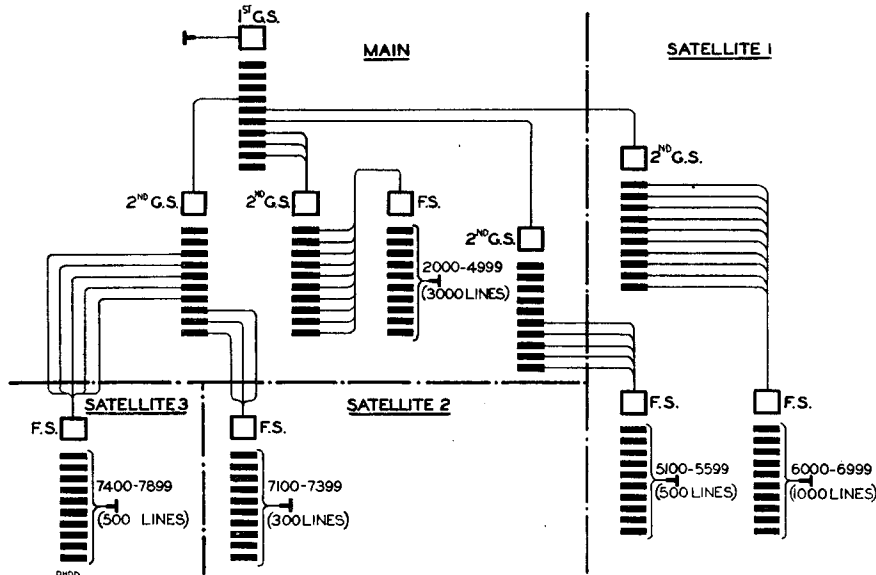 1ST G.S.
MAIN
SATELLITE 1
2ND G.S.
2ND G.S.
2ND G.S.
F.S.
2ND G.S.
2000-4999
(3000 LINES)
SATELLITE 3
SATELLITE 2
F.S.
F.S.
F.S.
F.S.
7400-7899
(500 LINES)
7100-7399
(300 LINES)
5100-5599
(500 LINES)
6000-6999
(1000 LINES)